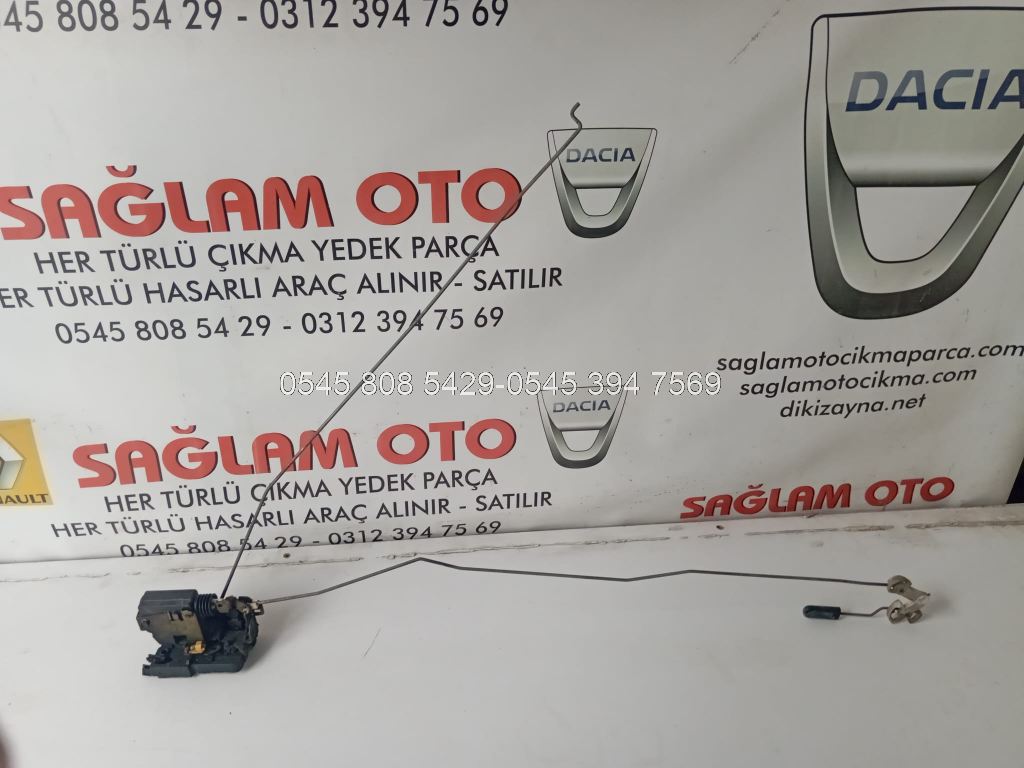 45 808 54 29 - 0312 394 75 69
DACIA
DACIA
SAĞLAM OTO
HER TÜRLÜ ÇIKMA YEDEK PARÇA
ER TÜRLÜ HASARLI ARAÇ ALINIR - SATILIR
0545 808 54 29 - 0312 394 75 69
saglamotocikmaparca.com
saglamotocikma.com
dikizayna.net
0545 808 5429-0545 394 7569
DACIA
SAĞLAM OTO
HER TÜRLÜ ÇIKMA YEDEK PARÇA
HER TÜRLÜ HASARLI ARAÇ ALINIR - SATILIR
0545 808 54 29 - 0312 394 75 69
NAULT
SAĞLAM OTO